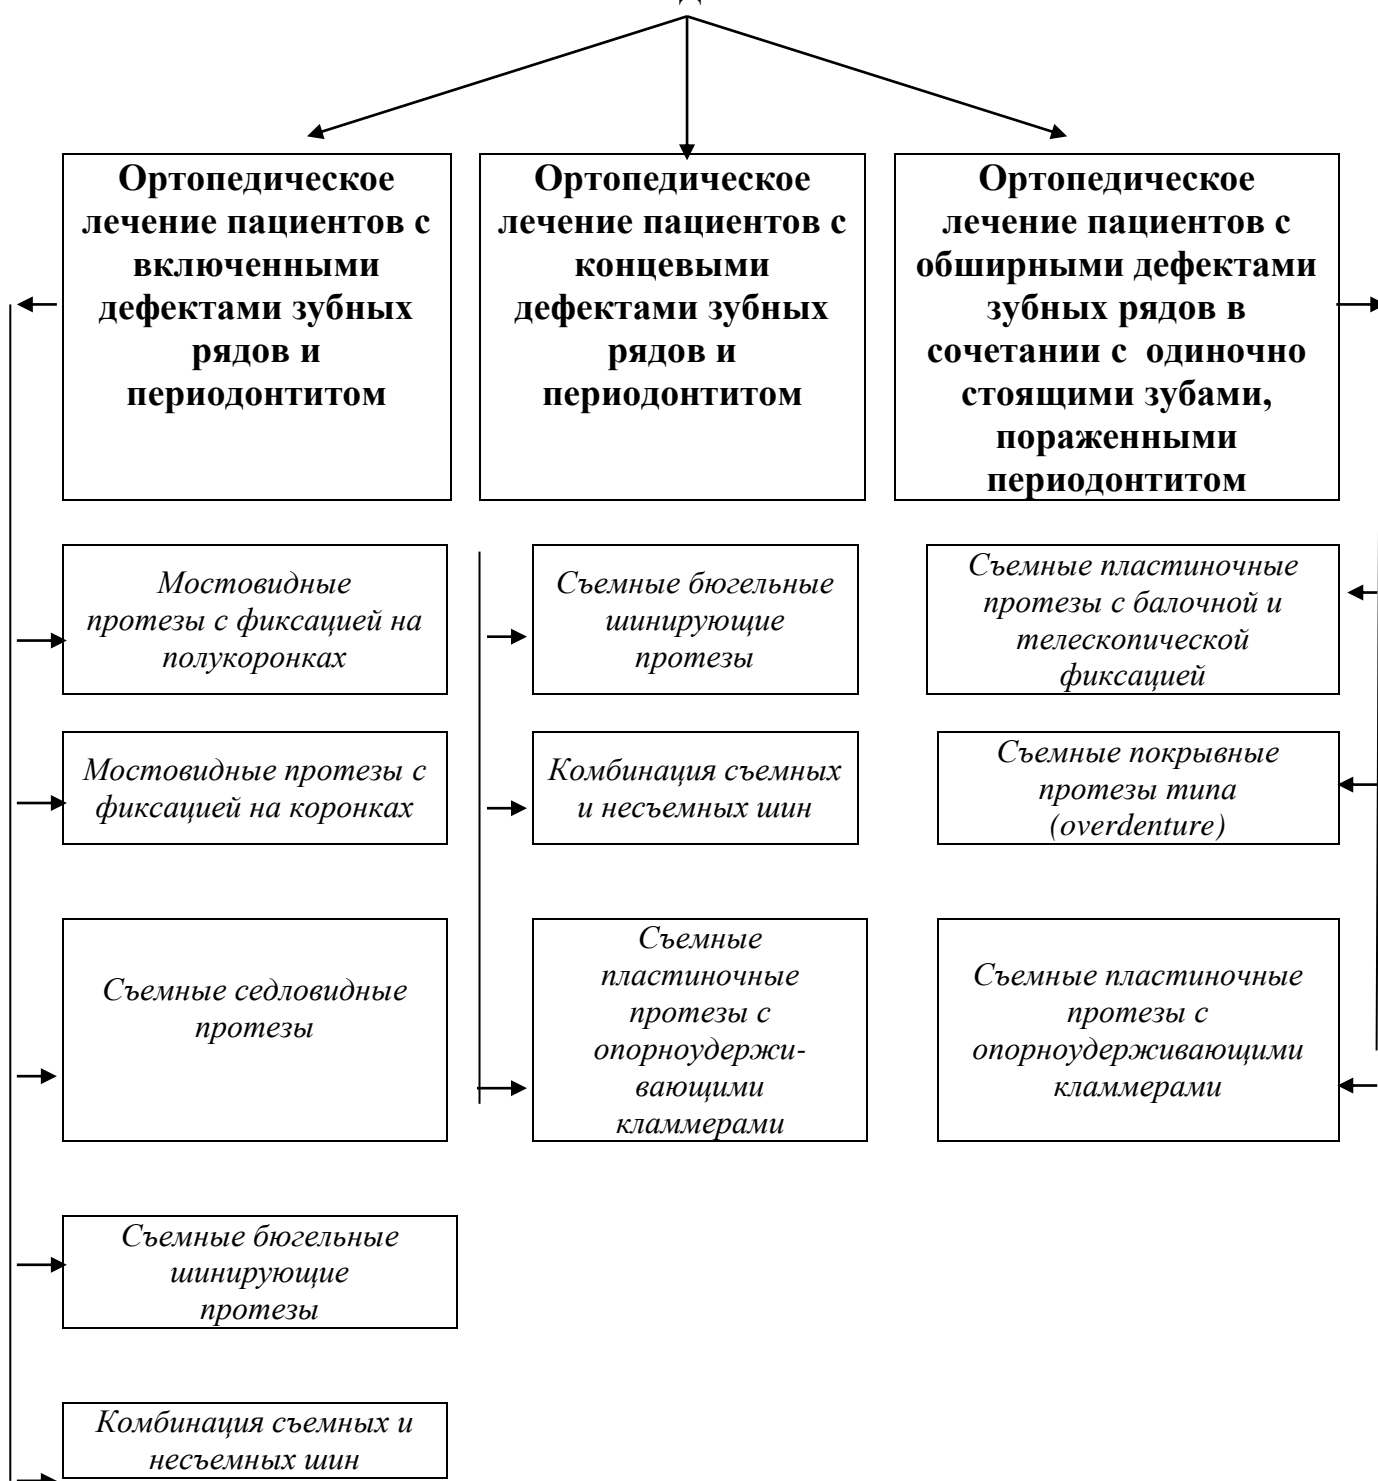 Ортопедическое
лечение пациентов с
включенными
дефектами зубных
рядов и
периодонтитом
Ортопедическое
лечение пациентов с
концевыми
дефектами зубных
рядов и
периодонтитом
Ортопедическое
лечение пациентов с
обширными дефектами
зубных рядов в
сочетании с одиночно
стоящими зубами,
пораженными
периодонтитом
Мостовидные
протезы с фиксацией на
полукоронках
Мостовидные протезы с
фиксацией на коронках
Съемные седловидные
протезы
Съемные бюгельные
шинирующие
протезы
Комбинация съемных и
несъемных шин
Съемные бюгельные
шинирующие
протезы
Комбинация съемных
и несъемных шин
Съемные
пластиночные
протезы с
опорноудержи-
вающими
кламмерами
Съемные пластиночные
протезы с балочной и
телескопической
фиксацией
Съемные покрывные
протезы типа
(overdenture)
Съемные пластиночные
протезы с
опорноудерживающими
кламмерами